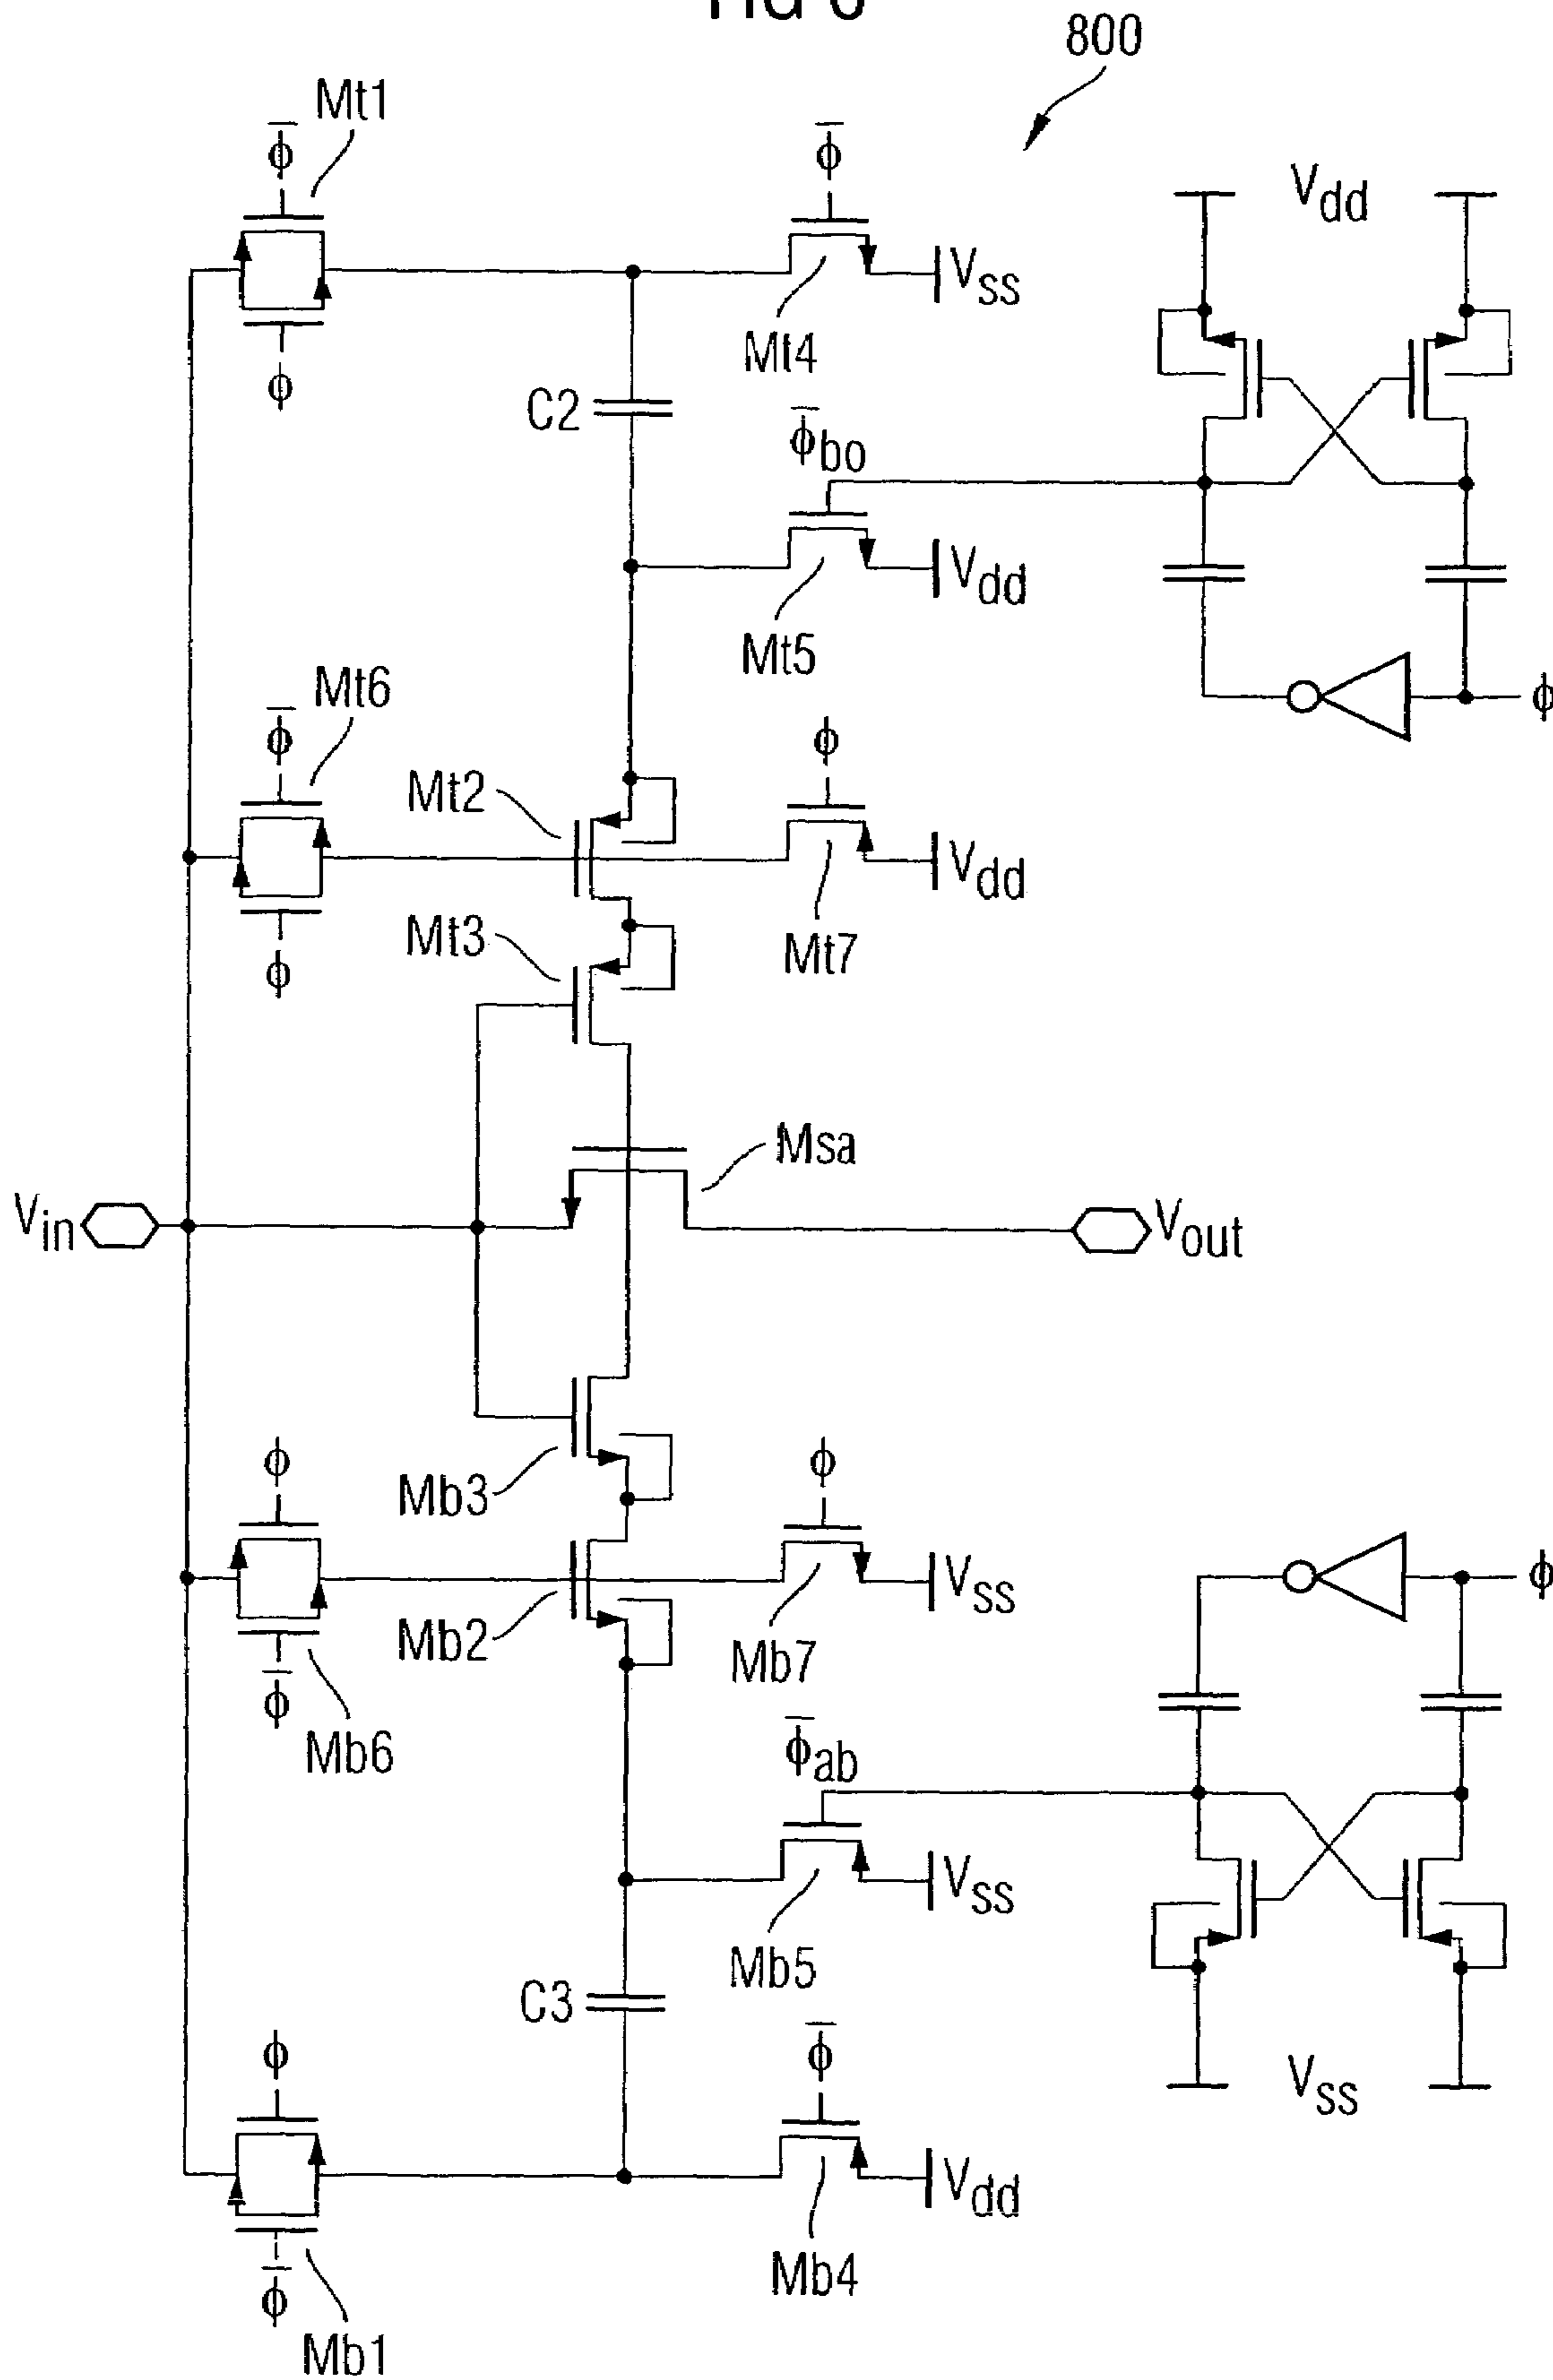 800
Mt1
ϕ̅
ϕ̅
Vdd
Vss
ϕ
Mt4
C2
ϕ̅bo
Vdd
Mt5
ϕ
Mt6
ϕ̅
ϕ
Mt2
Vdd
Mt3
Mt7
ϕ
Msa
Vin
Vout
ϕ
ϕ
Mb3
Vss
ϕ
Mb2
Mb7
ϕ̅
Mb6
ϕ̅ab
Vss
Mb5
C3
ϕ
ϕ̅
Vss
Vdd
Mb4
ϕ̅
Mb1